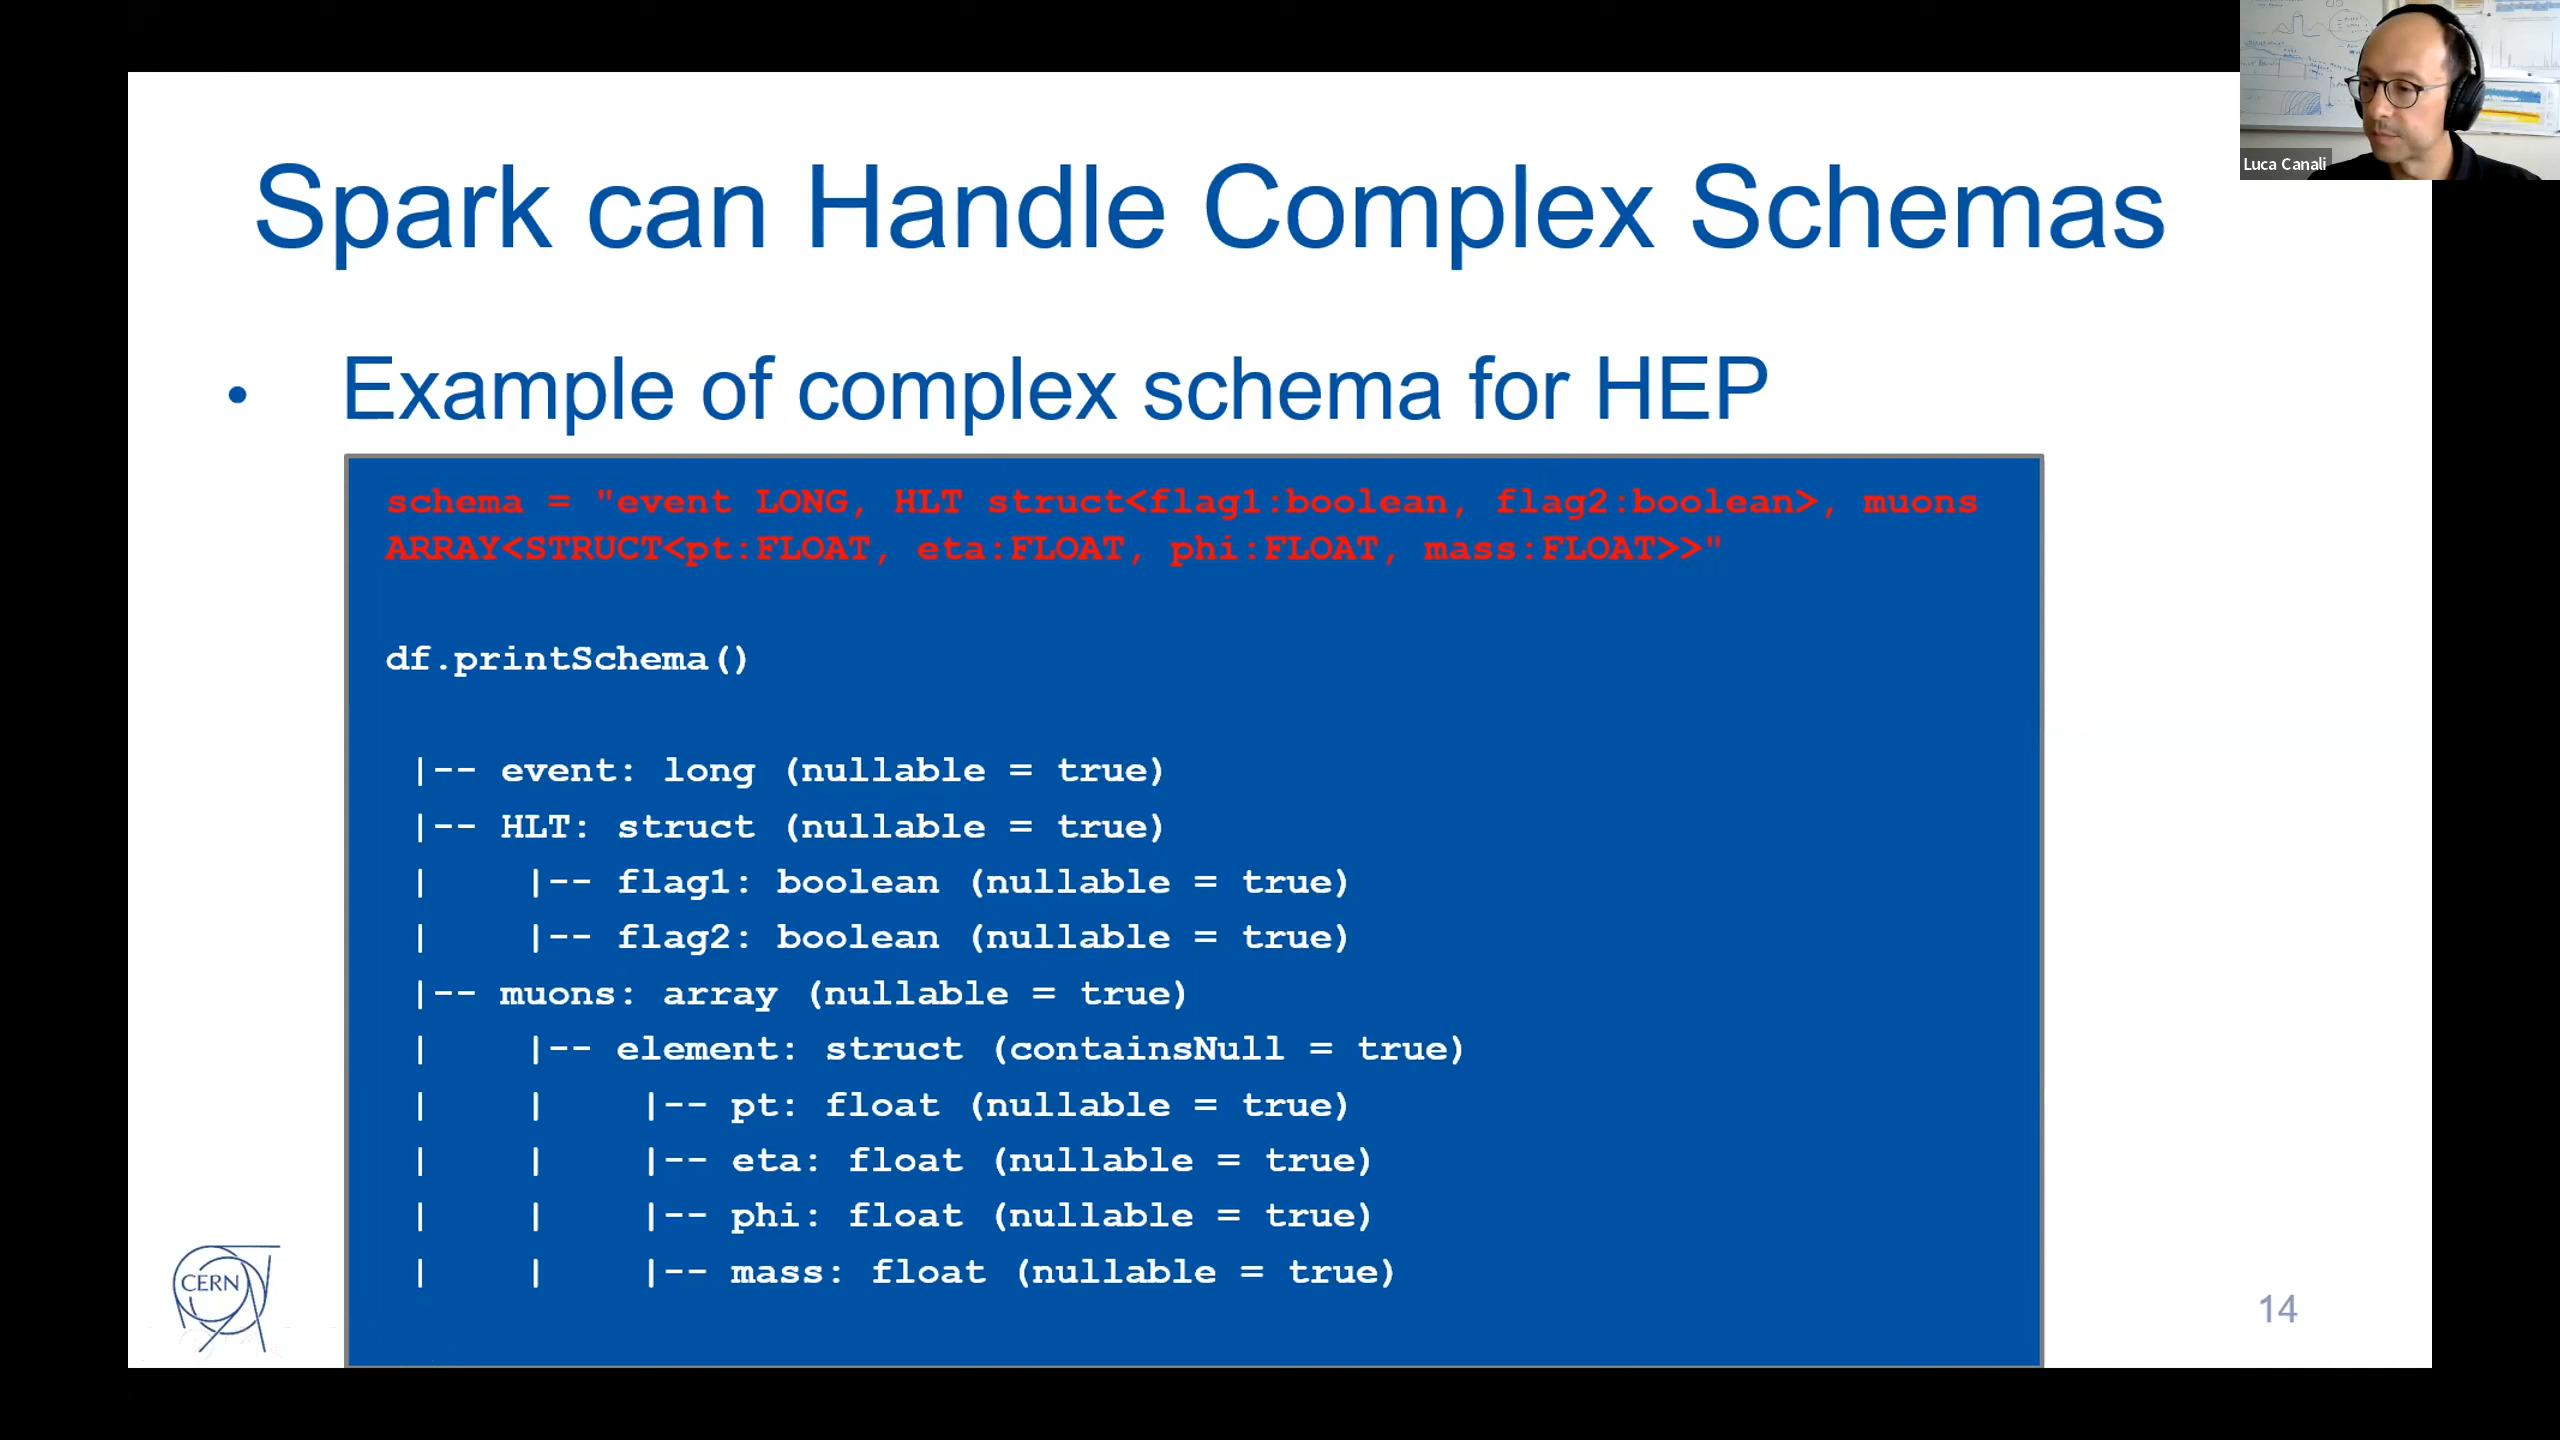 Luca Canali
Spark can Handle Complex Schemas
• Example of complex schema for HEP
schema = "event LONG, HLT struct<flag1:boolean, flag2:boolean>, muons
ARRAY<STRUCT<pt:FLOAT, eta:FLOAT, phi:FLOAT, mass:FLOAT>>"
df.printSchema()
|-- event: long (nullable = true)
|-- HLT: struct (nullable = true)
|    |-- flag1: boolean (nullable = true)
|    |-- flag2: boolean (nullable = true)
|-- muons: array (nullable = true)
|    |-- element: struct (containsNull = true)
|    |    |-- pt: float (nullable = true)
|    |    |-- eta: float (nullable = true)
|    |    |-- phi: float (nullable = true)
|    |    |-- mass: float (nullable = true)
CERN
14